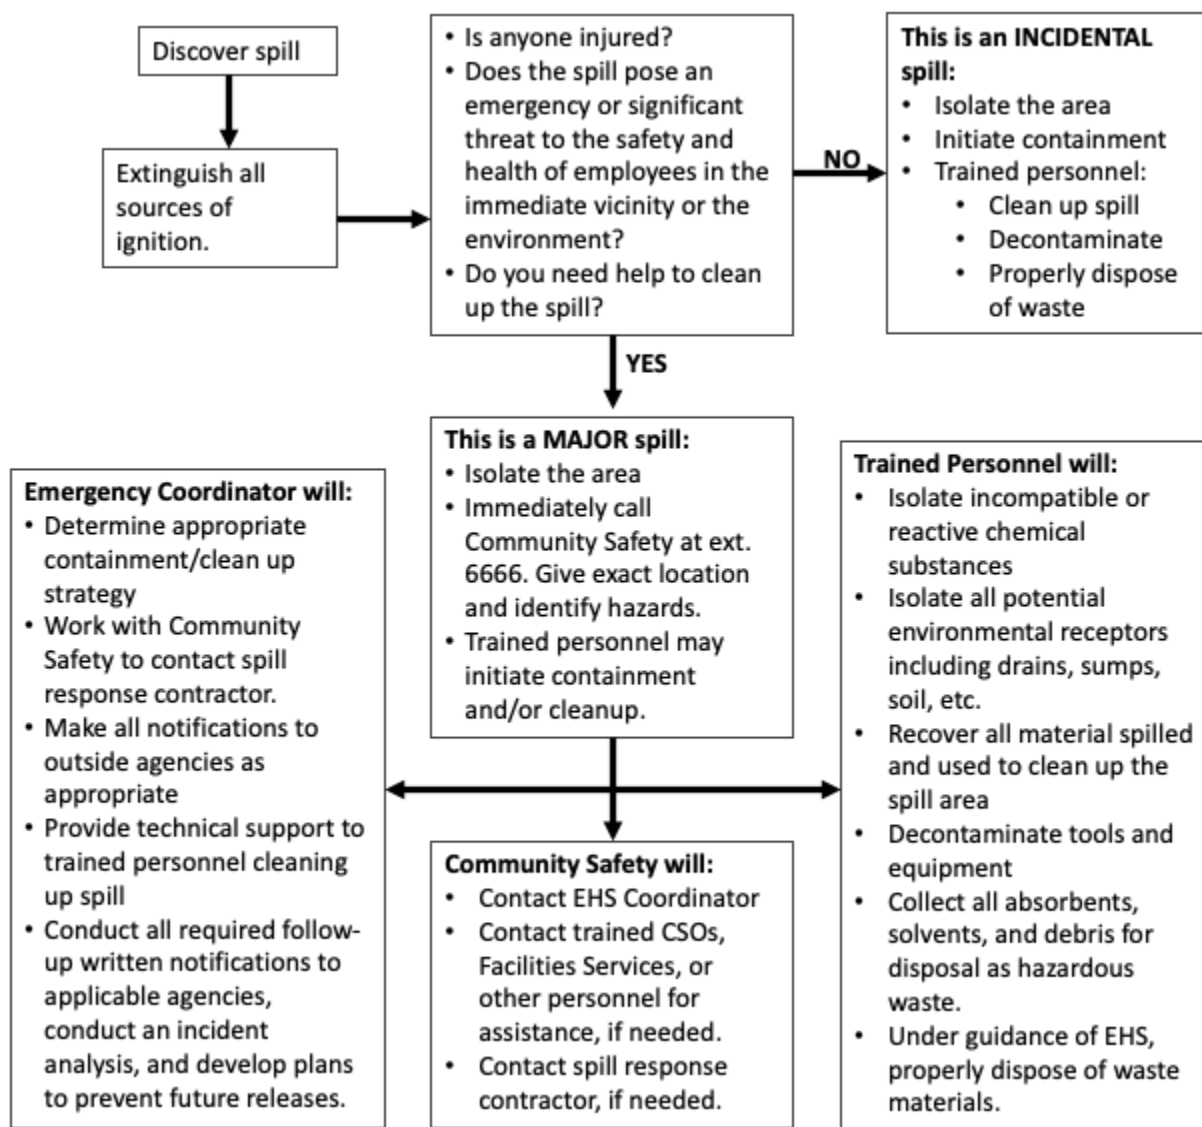 Discover spill
Extinguish all
sources of
ignition.
• Is anyone injured?
• Does the spill pose an
emergency or significant
threat to the safety and
health of employees in the
immediate vicinity or the
environment?
• Do you need help to clean
up the spill?
NO
This is an INCIDENTAL
spill:
• Isolate the area
• Initiate containment
• Trained personnel:
• Clean up spill
• Decontaminate
• Properly dispose
of waste
YES
This is a MAJOR spill:
• Isolate the area
• Immediately call
Community Safety at ext.
6666. Give exact location
and identify hazards.
• Trained personnel may
initiate containment
and/or cleanup.
Emergency Coordinator will:
• Determine appropriate
containment/clean up
strategy
• Work with Community
Safety to contact spill
response contractor.
• Make all notifications to
outside agencies as
appropriate
• Provide technical support to
trained personnel cleaning
up spill
• Conduct all required follow-
up written notifications to
applicable agencies,
conduct an incident
analysis, and develop plans
to prevent future releases.
Community Safety will:
• Contact EHS Coordinator
• Contact trained CSOs,
Facilities Services, or
other personnel for
assistance, if needed.
• Contact spill response
contractor, if needed.
Trained Personnel will:
• Isolate incompatible or
reactive chemical
substances
• Isolate all potential
environmental receptors
including drains, sumps,
soil, etc.
• Recover all material spilled
and used to clean up the
spill area
• Decontaminate tools and
equipment
• Collect all absorbents,
solvents, and debris for
disposal as hazardous
waste.
• Under guidance of EHS,
properly dispose of waste
materials.